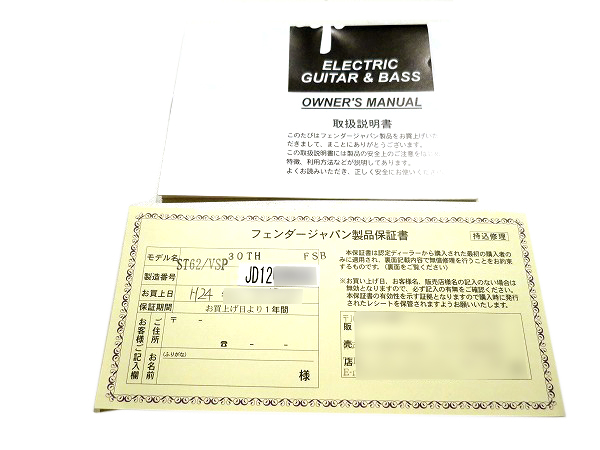 ELECTRIC
GUITAR & BASS
OWNER'S MANUAL
取扱説明書
このたびはフェンダージャパン製品をお買上げいた
だきまして、まことにありがとうございます。
この取扱説明書には製品の安全上のご注意を
特徴、利用方法などが説明してあります。
よくお読みいただき、正しく安全にお使いください
フェンダージャパン製品保証書
持込修理
モデル名 ST62/VSP 30TH FSB
製造番号 JD12
お買上日 H24
保証期間 お買上げ日より1年間
お客様ご記入欄
ご住所 〒 -
☎ - -
お名前 (ふりがな)
様
本保証書は認定ディーラーから購入された最初の購入者の
みに適用され、裏面記載内容で無償修理を行うことをお約束
するものです。(裏面をご覧ください)
※お買い上げ日、お客様名、販売店様名の記入のない場合は
無効となりますので、必ず記入の有無をご確認ください。
本保証書の有効性を示す証拠となりますので購入時に発行
されたレシートを保管されますようお願いいたします。
販売店